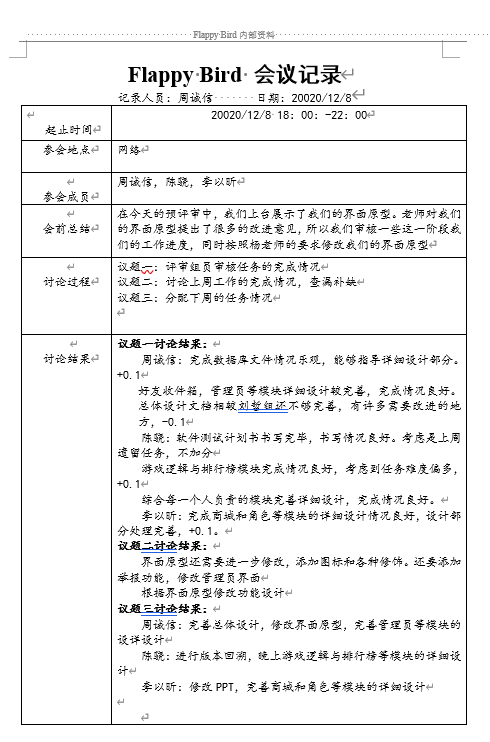 Flappy Bird 内部资料
Flappy Bird 会议记录
记录人员：周诚信 日期：20020/12/8
起止时间
20020/12/8 18：00：-22：00
参会地点
网络
参会成员
周诚信，陈骁，李以昕
会前总结
在今天的预评审中，我们上台展示了我们的界面原型。老师对我们
的界面原型提出了很多的改进意见，所以我们审核一些这一阶段我
们的工作进度，同时按照杨老师的要求修改我们的界面原型
讨论过程
议题一：评审组员审核任务的完成情况
议题二：讨论上周工作的完成情况，查漏补缺
议题三：分配下周的任务情况
讨论结果
议题一讨论结果：
周诚信：完成数据库文件情况乐观，能够指导详细设计部分。
+0.1
好友收件箱，管理员等模块详细设计较完善，完成情况良好。
总体设计文档相较刘哲组还不够完善，有许多需要改进的地
方，-0.1
陈骁：软件测试计划书书写完毕，书写情况良好。考虑是上周
遗留任务，不加分
游戏逻辑与排行榜模块完成情况良好，考虑到任务难度偏多，
+0.1
综合每一个人负责的模块完善详细设计，完成情况良好。
李以昕：完成商城和角色等模块的详细设计情况良好，设计部
分处理完善，+0.1。
议题二讨论结果：
界面原型还需要进一步修改，添加图标和各种修饰。还要添加
举报功能，修改管理员界面
根据界面原型修改功能设计
议题三讨论结果：
周诚信：完善总体设计，修改界面原型，完善管理员等模块的
设详设计
陈骁：进行版本回溯，晚上游戏逻辑与排行榜等模块的详细设
计
李以昕：修改 PPT，完善商城和角色等模块的详细设计